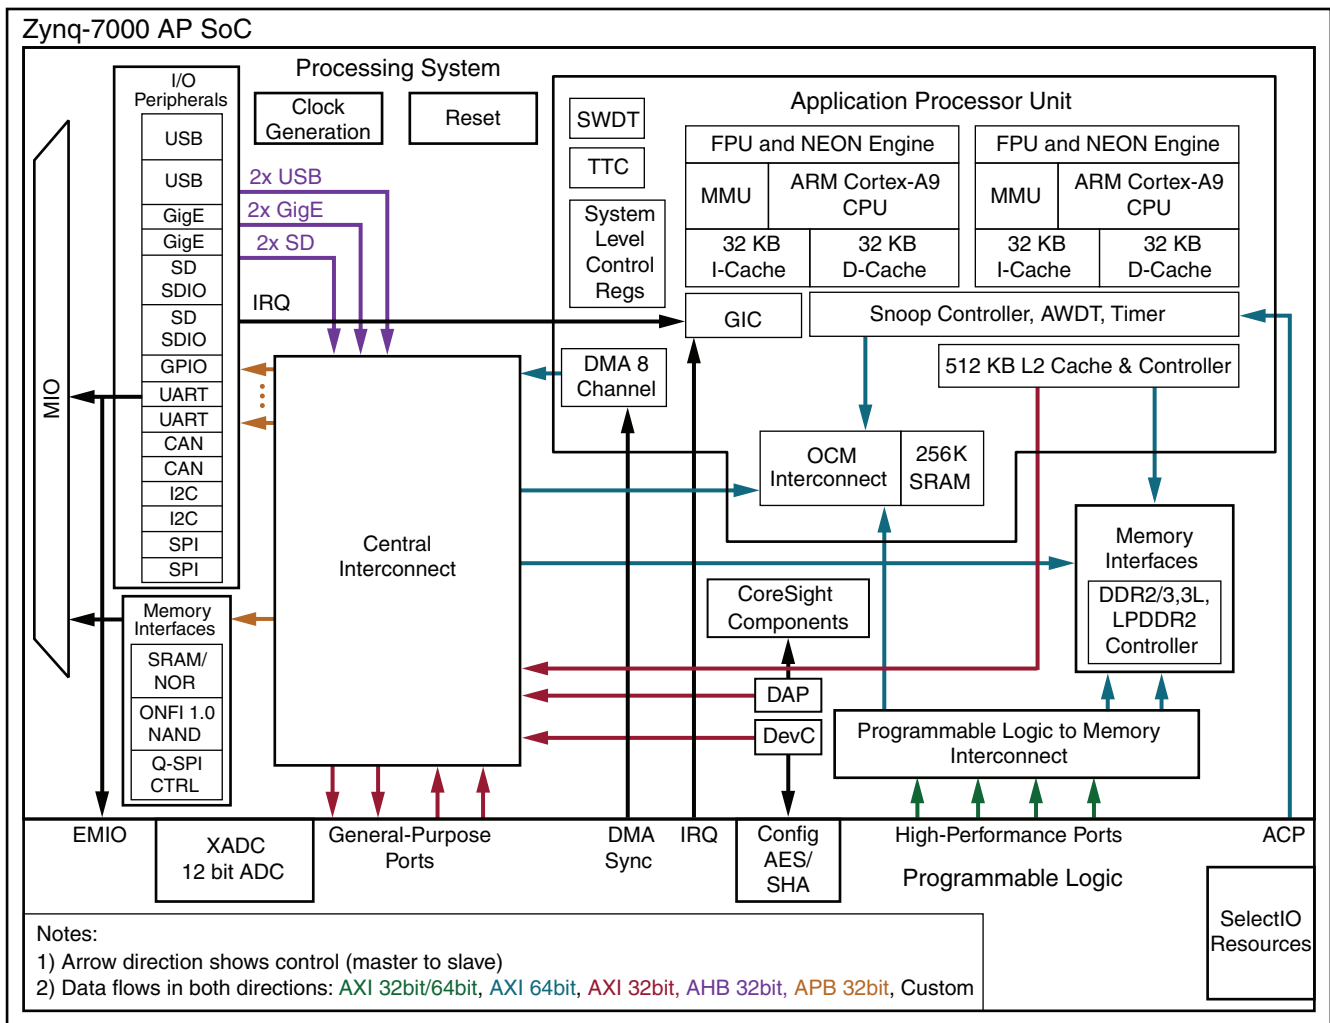 Zynq-7000 AP SoC
Processing System
I/O
Peripherals
USB
USB
GigE
GigE
SD
SDIO
SD
SDIO
GPIO
UART
UART
CAN
CAN
I2C
I2C
SPI
SPI
MIO
Memory
Interfaces
SRAM/
NOR
ONFI 1.0
NAND
Q-SPI
CTRL
Clock
Generation
Reset
2x USB
2x GigE
2x SD
IRQ
Central
Interconnect
Application Processor Unit
SWDT
TTC
System
Level
Control
Regs
FPU and NEON Engine
MMU
ARM Cortex-A9
CPU
32 KB
I-Cache
32 KB
D-Cache
FPU and NEON Engine
MMU
ARM Cortex-A9
CPU
32 KB
I-Cache
32 KB
D-Cache
GIC
Snoop Controller, AWDT, Timer
DMA 8
Channel
512 KB L2 Cache & Controller
OCM
Interconnect
256K
SRAM
Memory
Interfaces
DDR2/3,3L,
LPDDR2
Controller
CoreSight
Components
DAP
DevC
Programmable Logic to Memory
Interconnect
EMIO
XADC
12 bit ADC
General-Purpose
Ports
DMA
Sync
IRQ
Config
AES/
SHA
High-Performance Ports
ACP
Programmable Logic
SelectIO
Resources
Notes:
1) Arrow direction shows control (master to slave)
2) Data flows in both directions: AXI 32bit/64bit, AXI 64bit, AXI 32bit, AHB 32bit, APB 32bit, Custom